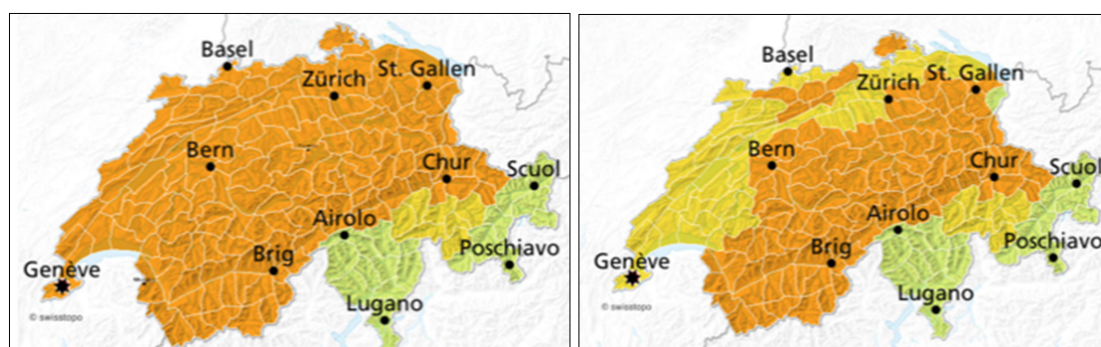 Basel
Zürich
St. Gallen
Bern
Chur
Scuol
Airolo
Brig
Poschiavo
Genève
Lugano
© swisstopo
Basel
Zürich
St. Gallen
Bern
Chur
Scuol
Airolo
Brig
Poschiavo
Genève
Lugano
© swisstopo